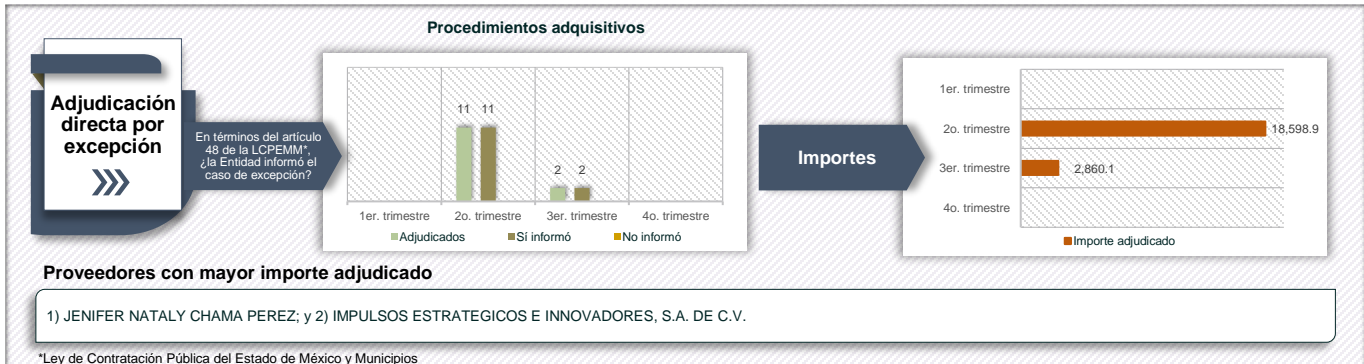 Procedimientos adquisitivos
Adjudicación
directa por
excepción
En términos del artículo
48 de la LCPEMM*,
¿la Entidad informó el
caso de excepción?
11 11
2 2
1er. trimestre 2o. trimestre 3er. trimestre 4o. trimestre
Adjudicados Sí informó No informó
Importes
1er. trimestre
2o. trimestre 18,598.9
3er. trimestre 2,860.1
4o. trimestre
Importe adjudicado
Proveedores con mayor importe adjudicado
1) JENIFER NATALY CHAMA PEREZ; y 2) IMPULSOS ESTRATEGICOS E INNOVADORES, S.A. DE C.V.
*Ley de Contratación Pública del Estado de México y Municipios